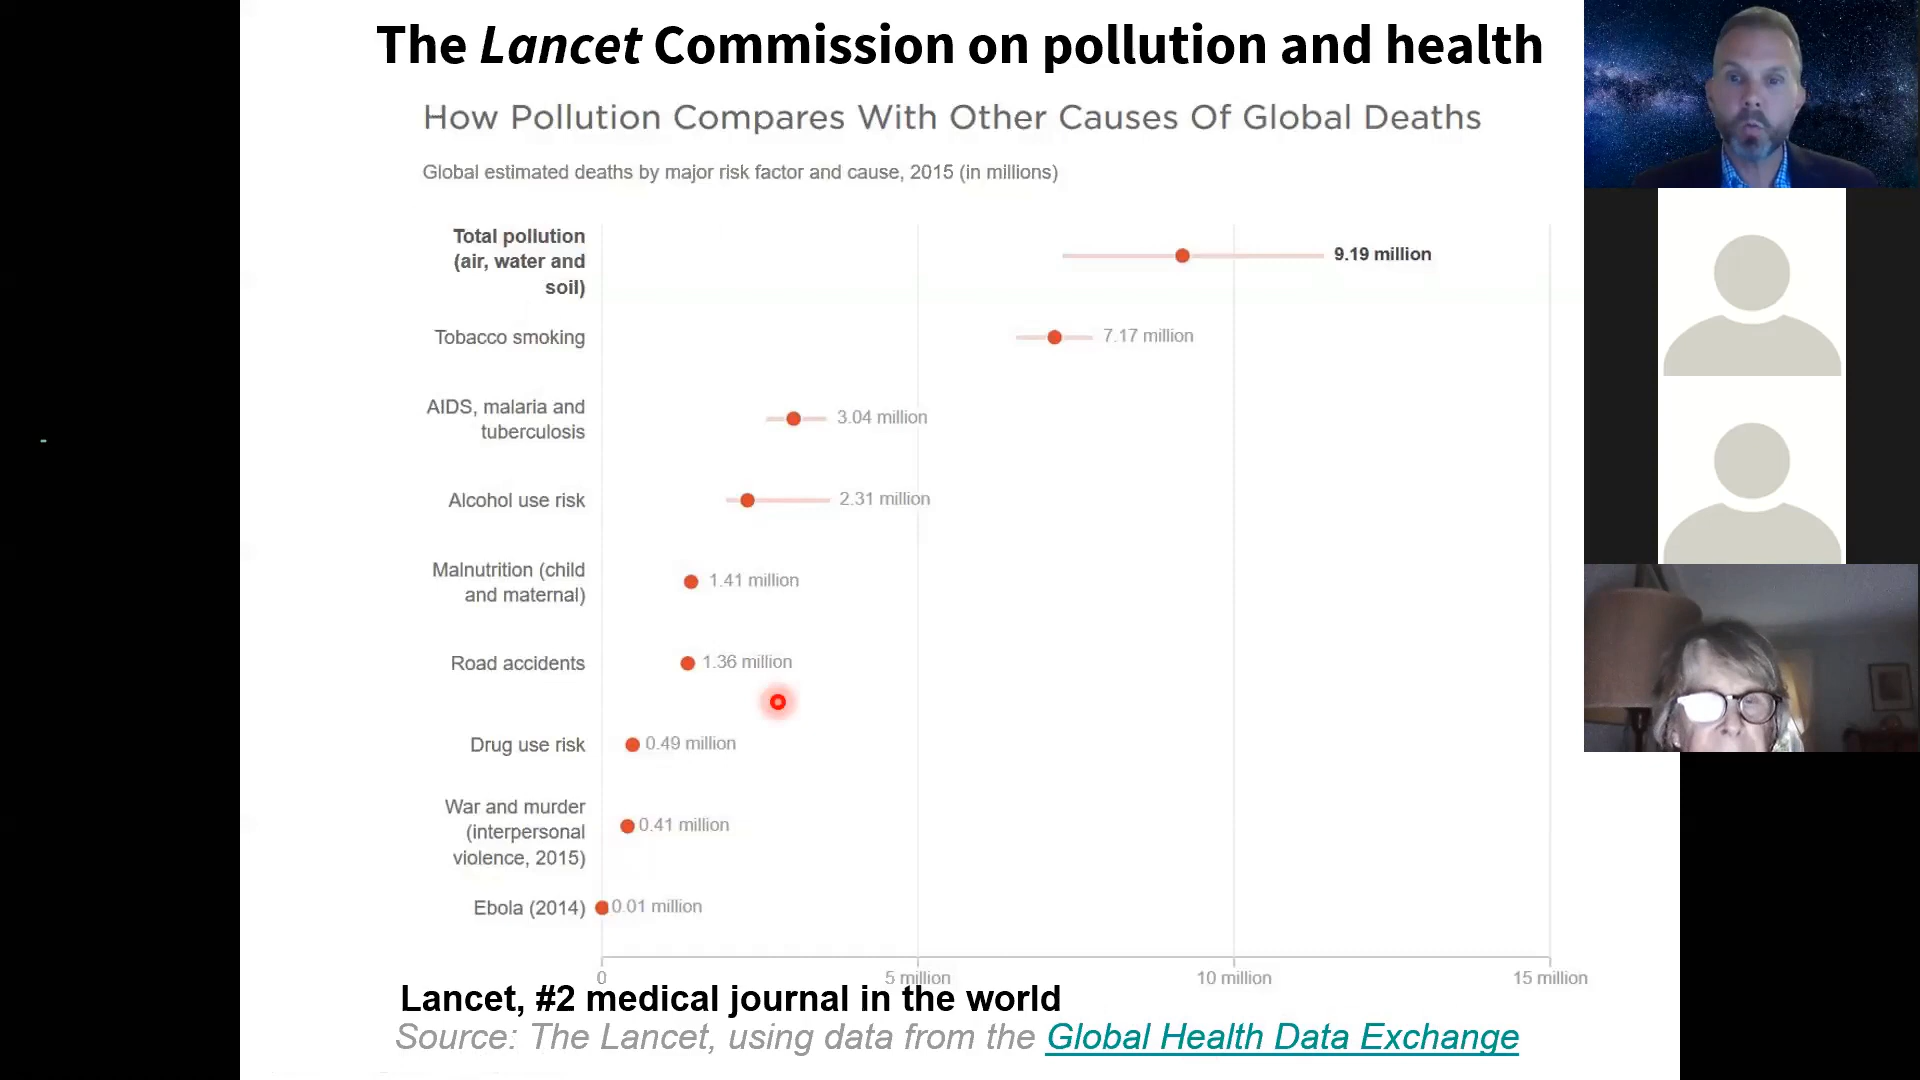 The Lancet Commission on pollution and health
How Pollution Compares With Other Causes Of Global Deaths
Global estimated deaths by major risk factor and cause, 2015 (in millions)
Total pollution
(air, water and
soil)
9.19 million
Tobacco smoking
7.17 million
AIDS, malaria and
tuberculosis
3.04 million
Alcohol use risk
2.31 million
Malnutrition (child
and maternal)
1.41 million
Road accidents
1.36 million
Drug use risk
0.49 million
War and murder
(interpersonal
violence, 2015)
0.41 million
Ebola (2014)
0.01 million
0 5 million 10 million 15 million
Lancet, #2 medical journal in the world
Source: The Lancet, using data from the Global Health Data Exchange